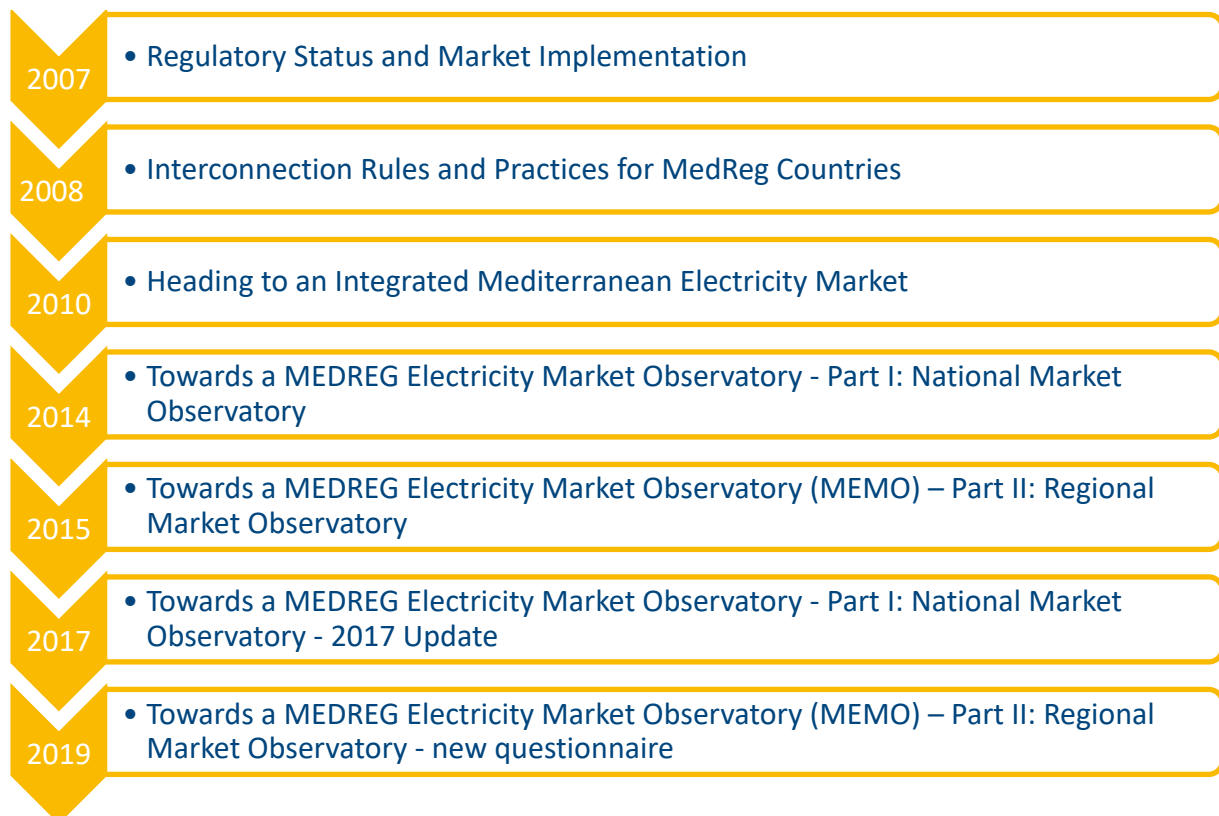 2007
• Regulatory Status and Market Implementation
2008
• Interconnection Rules and Practices for MedReg Countries
2010
• Heading to an Integrated Mediterranean Electricity Market
2014
• Towards a MEDREG Electricity Market Observatory - Part I: National Market
Observatory
2015
• Towards a MEDREG Electricity Market Observatory (MEMO) – Part II: Regional
Market Observatory
2017
• Towards a MEDREG Electricity Market Observatory - Part I: National Market
Observatory - 2017 Update
2019
• Towards a MEDREG Electricity Market Observatory (MEMO) – Part II: Regional
Market Observatory - new questionnaire